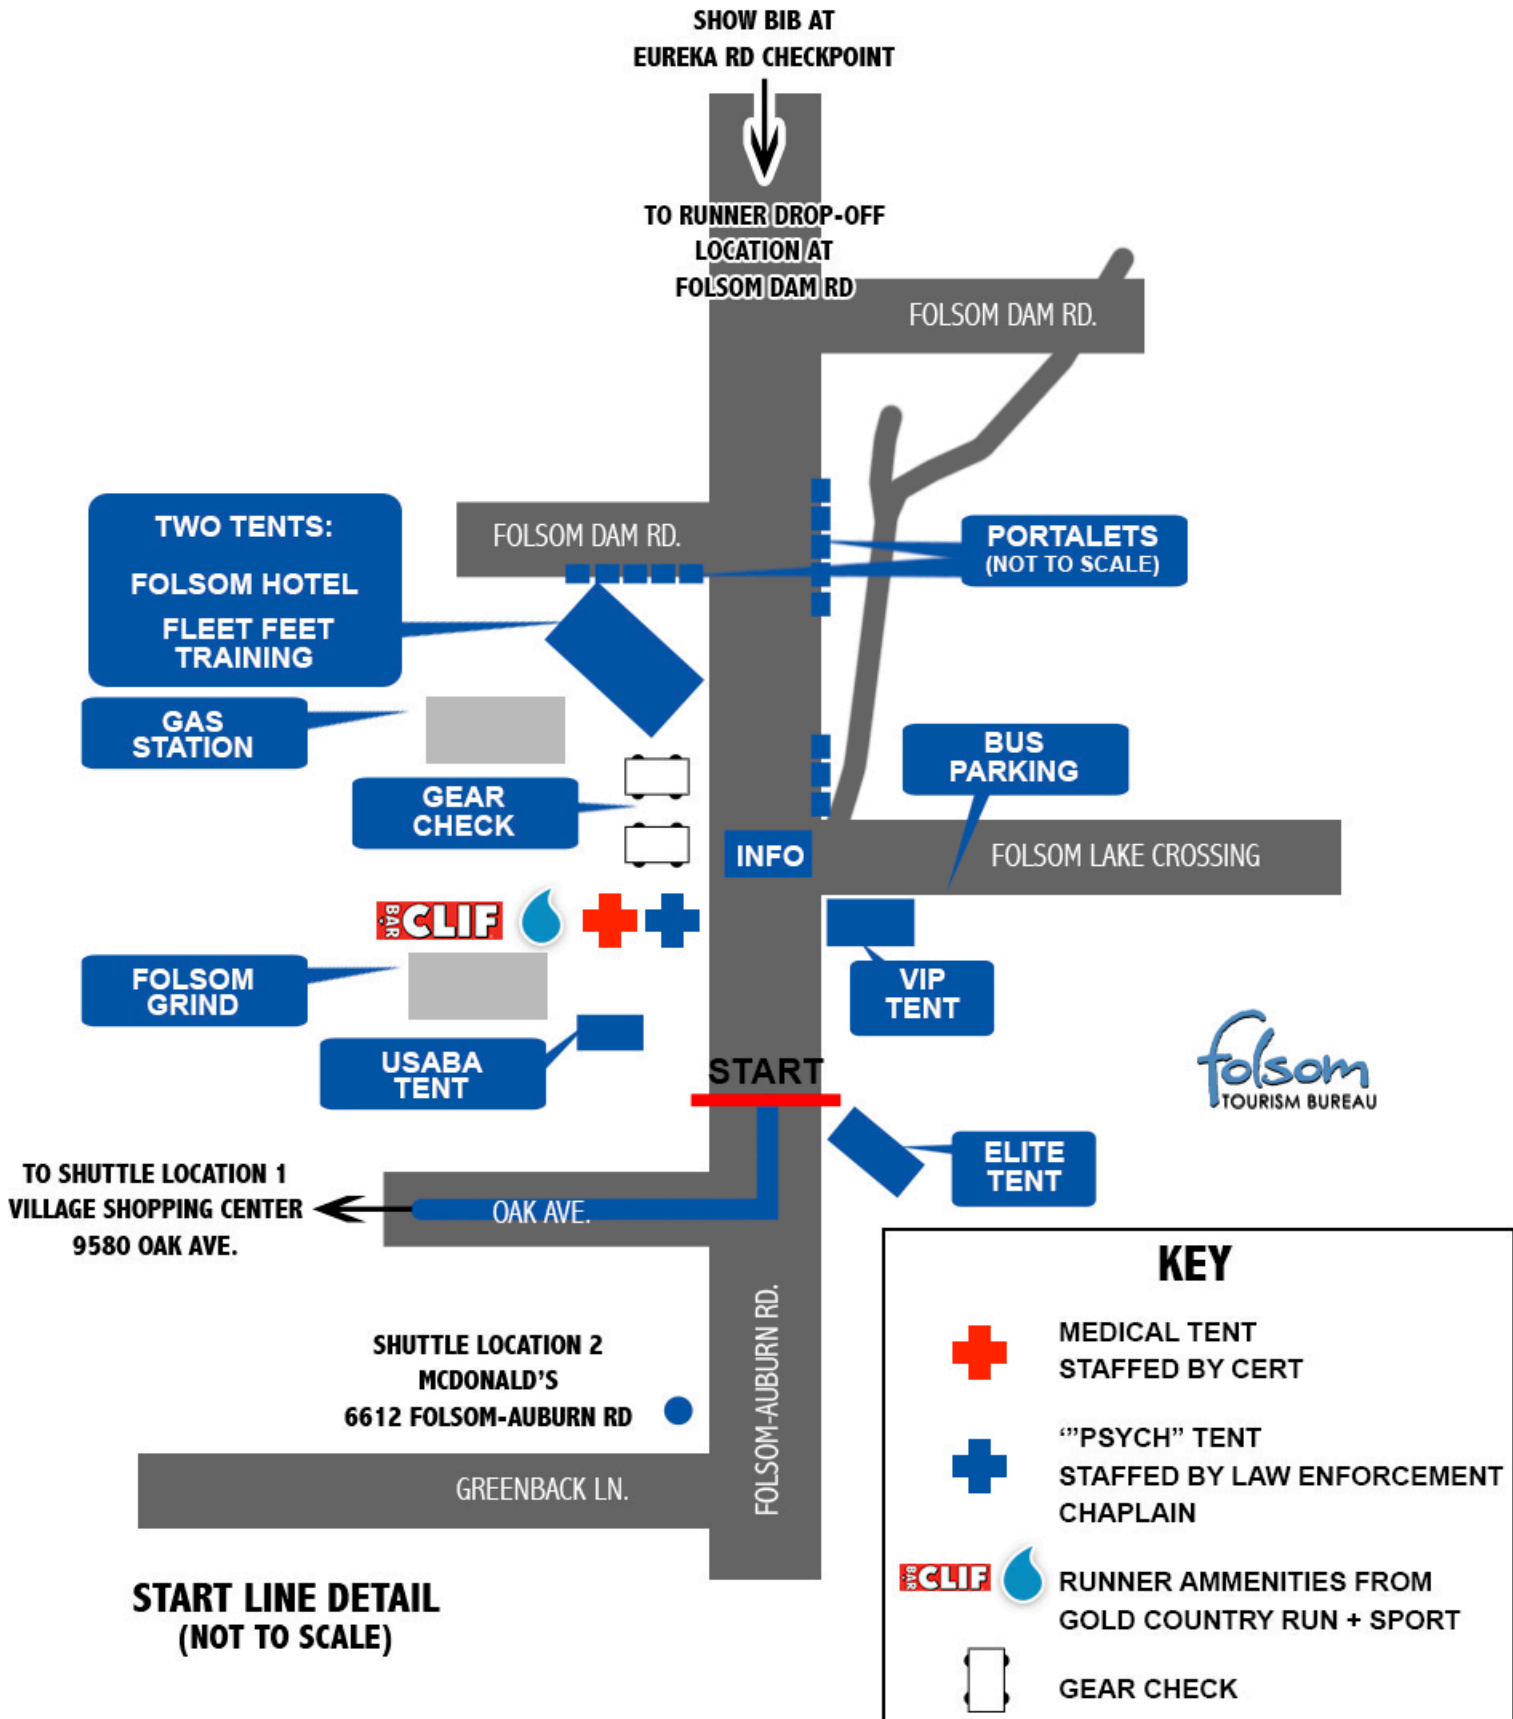 SHOW BIB AT
EUREKA RD CHECKPOINT
TO RUNNER DROP-OFF
LOCATION AT
FOLSOM DAM RD
FOLSOM DAM RD.
TWO TENTS:
FOLSOM HOTEL
FLEET FEET
TRAINING
FOLSOM DAM RD.
PORTALETS
(NOT TO SCALE)
GAS
STATION
BUS
PARKING
GEAR
CHECK
INFO
FOLSOM LAKE CROSSING
CLIF
BAR
FOLSOM
GRIND
VIP
TENT
USABA
TENT
START
folsom
TOURISM BUREAU
ELITE
TENT
TO SHUTTLE LOCATION 1
VILLAGE SHOPPING CENTER
9580 OAK AVE.
OAK AVE.
SHUTTLE LOCATION 2
MCDONALD'S
6612 FOLSOM-AUBURN RD
FOLSOM-AUBURN RD.
GREENBACK LN.
START LINE DETAIL
(NOT TO SCALE)
KEY
MEDICAL TENT
STAFFED BY CERT
‘”PSYCH” TENT
STAFFED BY LAW ENFORCEMENT
CHAPLAIN
CLIF
BAR
RUNNER AMMENITIES FROM
GOLD COUNTRY RUN + SPORT
GEAR CHECK